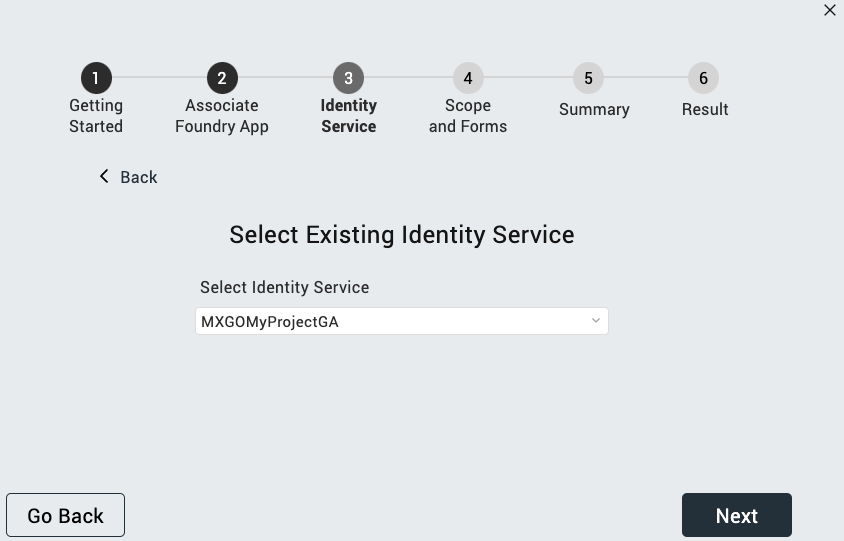 1
2
3
4
5
6
Getting
Started
Associate
Foundry App
Identity
Service
Scope
and Forms
Summary
Result
Back
Select Existing Identity Service
Select Identity Service
MXGOMyProjectGA
Go Back
Next